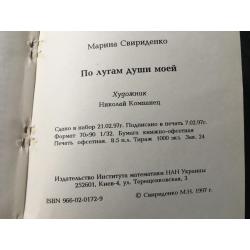 Марина Свириденко
По лугам души моей
Художник
Николай Компанец
Сдано в набор 21.02.97г. Подписано в печать 7.02.97г.
Формат 70х90 1/32. Бумага книжно-офсетная
Печать офсетная. 8.5 п.л. Тираж 1000 экз. Зак. 24
Издательство Института математики НАН Украины
252601, Киев-4, ул. Терещенковская, 3
ISBN 966-02-0172-9
© Свириденко М.Н. 1997 г.